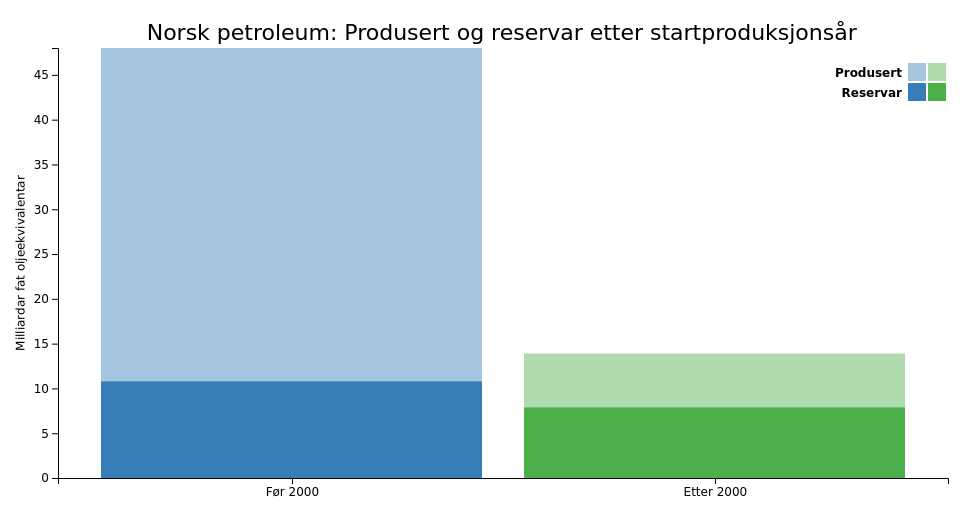 Norsk petroleum: Produsert og reservar etter startproduksjonsår
Produsert
Reservar
Milliardar fat oljeekvivalentar
45
40
35
30
25
20
15
10
5
0
Før 2000
Etter 2000